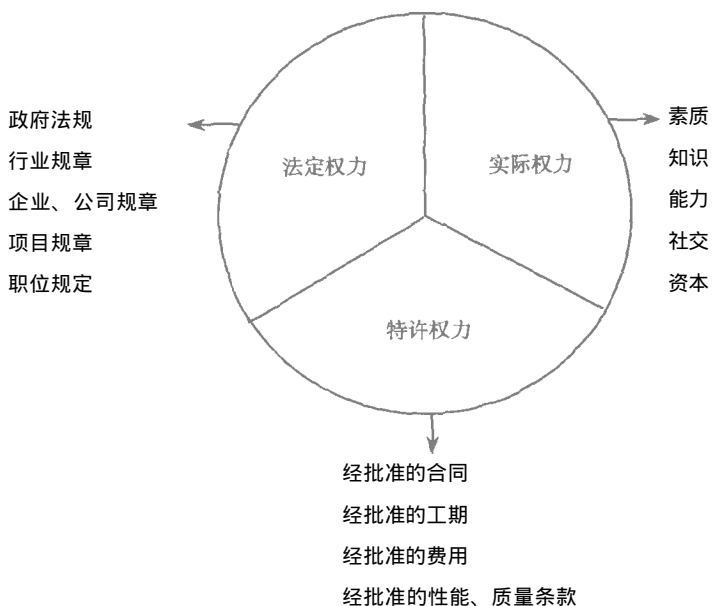 政府法规
行业规章
企业、公司规章
项目规章
职位规定
法定权力
实际权力
特许权力
素质
知识
能力
社交
资本
经批准的合同
经批准的工期
经批准的费用
经批准的性能、质量条款